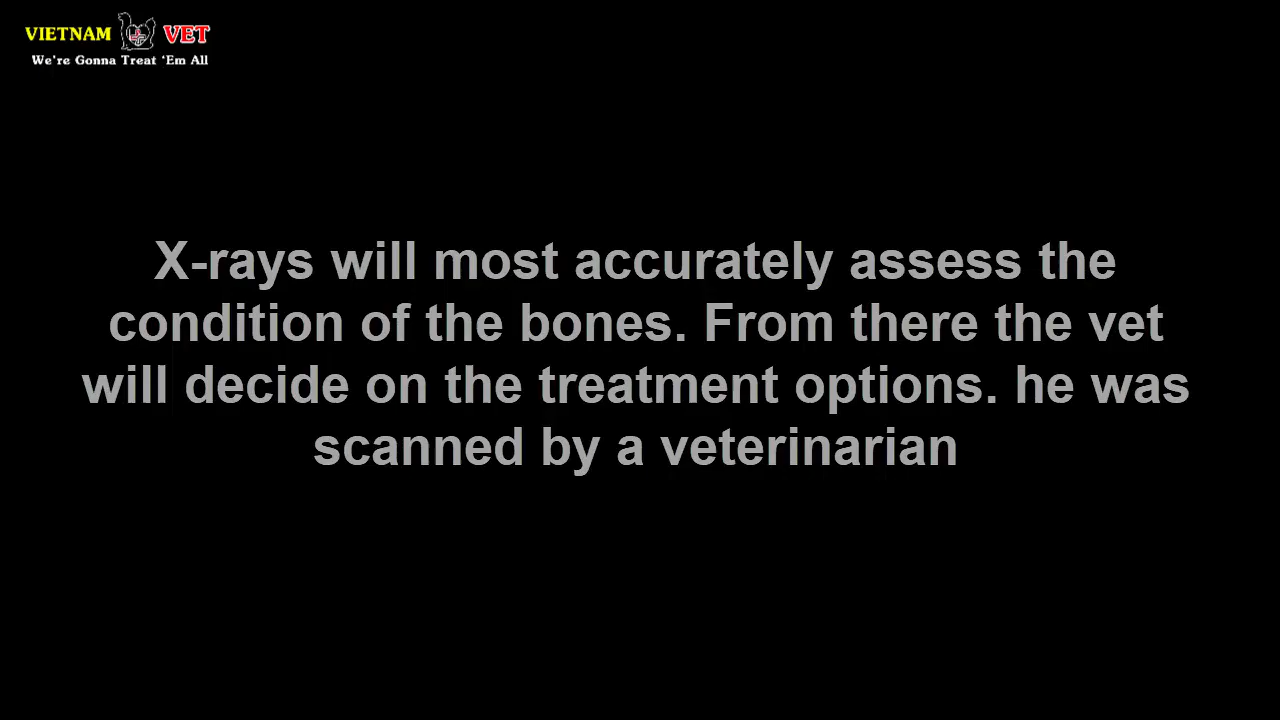 VIETNAM VET
We're Gonna Treat ‘Em All
X-rays will most accurately assess the
condition of the bones. From there the vet
will decide on the treatment options. he was
scanned by a veterinarian